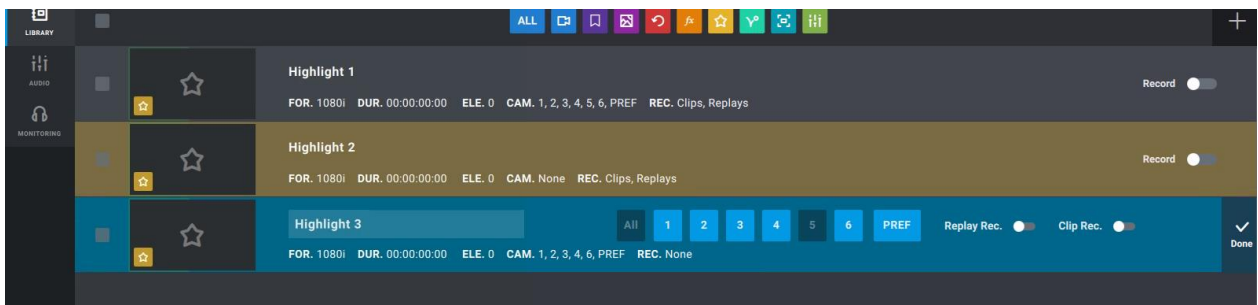 LIBRARY
ALL fx
AUDIO
MONITORING
Highlight 1
Record
FOR. 1080i DUR. 00:00:00:00 ELE. 0 CAM. 1, 2, 3, 4, 5, 6, PREF REC. Clips, Replays
Highlight 2
Record
FOR. 1080i DUR. 00:00:00:00 ELE. 0 CAM. None REC. Clips, Replays
Highlight 3 All 1 2 3 4 5 6 PREF Replay Rec. Clip Rec.
Done
FOR. 1080i DUR. 00:00:00:00 ELE. 0 CAM. 1, 2, 3, 4, 6, PREF REC. None